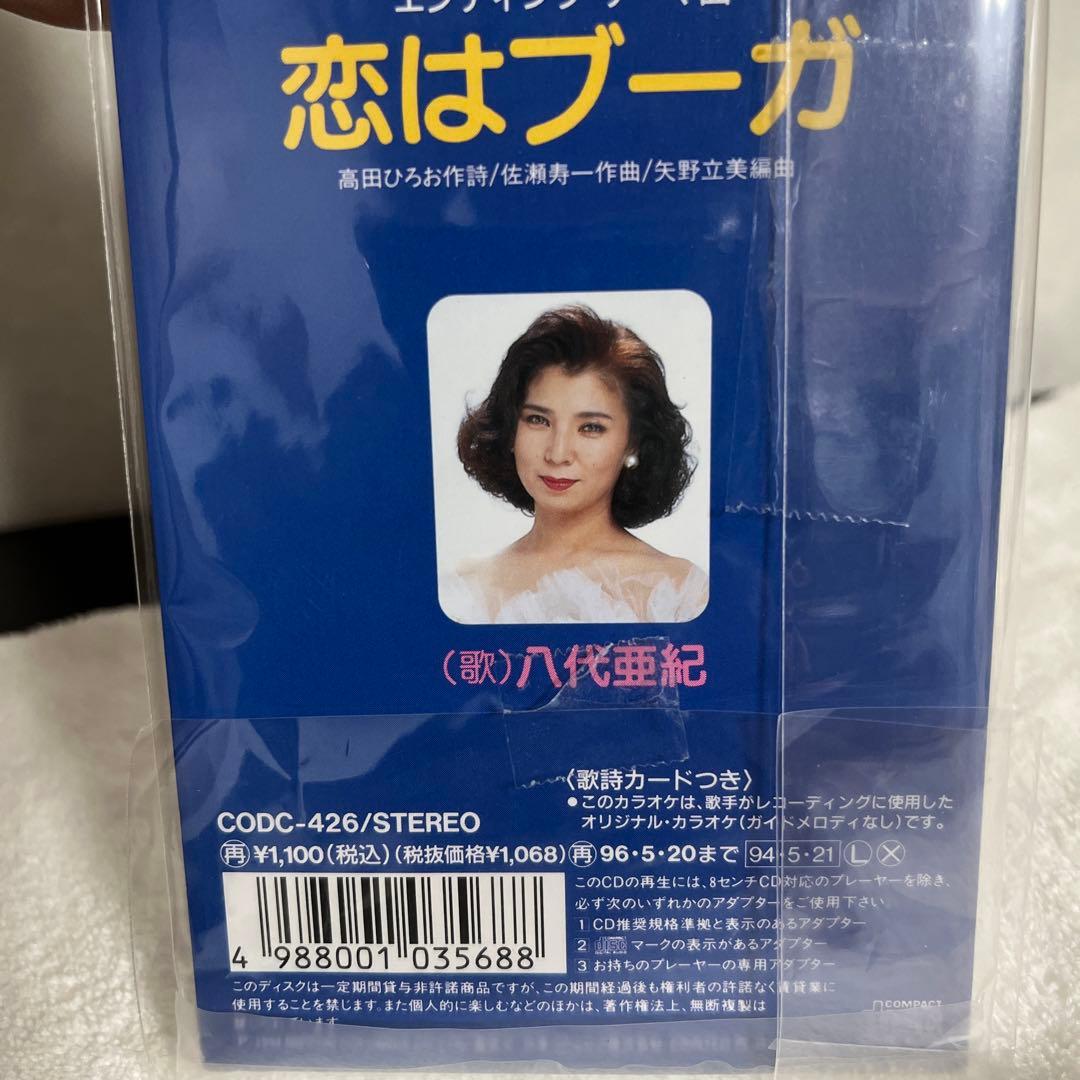 エンディングテーマ曲
恋はブーガ
高田ひろお作詩/佐瀬寿一作曲/矢野立美編曲
(歌)八代亜紀
〈歌詩カードつき〉
●このカラオケは、歌手がレコーディングに使用した
オリジナル・カラオケ(ガイドメロディなし)です。
CODC-426/STEREO
再 ¥1,100(税込)(税抜価格¥1,068) 再 96・5・20まで 94・5・21 L X
このCDの再生には、8センチCD対応のプレーヤーを除き、
必ず次のいずれかのアダプターをご使用下さい
1 CD推奨規格準拠と表示のあるアダプター
2 disc マークの表示があるアダプター
3 お持ちのプレーヤーの専用アダプター
4 988001 035688
このディスクは一定期間貸与非許諾商品ですが、この期間経過後も権利者の許諾なく賃貸業に
使用することを禁じます。また個人的に楽しむなどのほかは、著作権法上、無断複製は
COMPACT